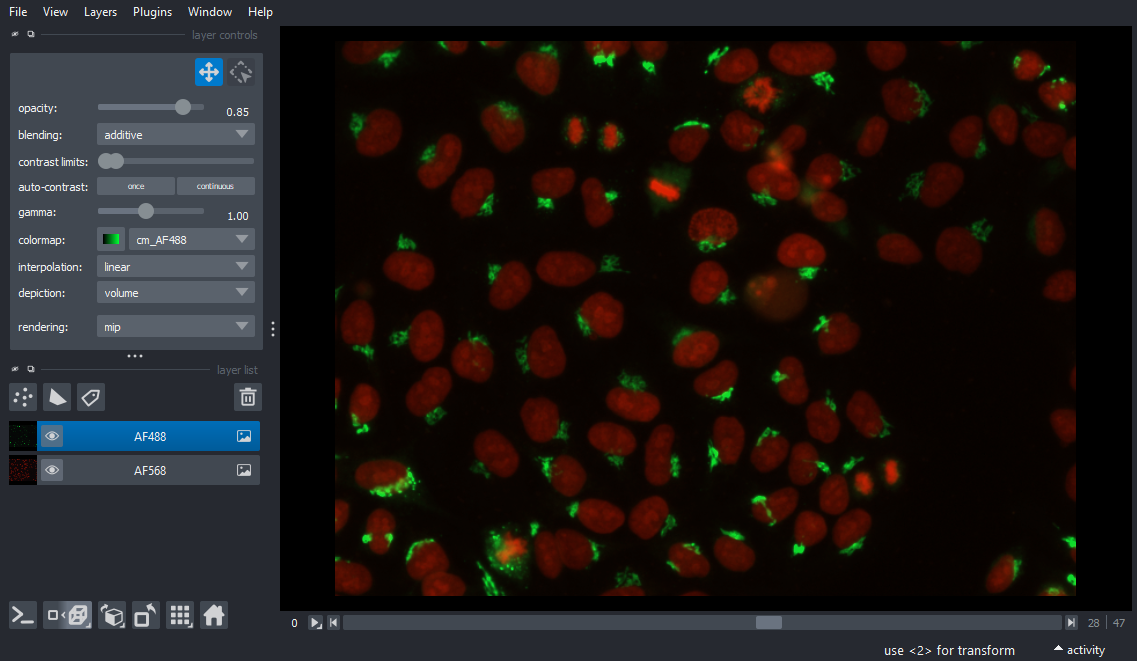 File View Layers Plugins Window Help
layer controls
opacity: 0.85
blending: additive
contrast limits:
auto-contrast: once continuous
gamma: 1.00
colormap: cm_AF488
interpolation: linear
depiction: volume
rendering: mip
layer list
AF488
AF568
0 28 47
use <2> for transform activity